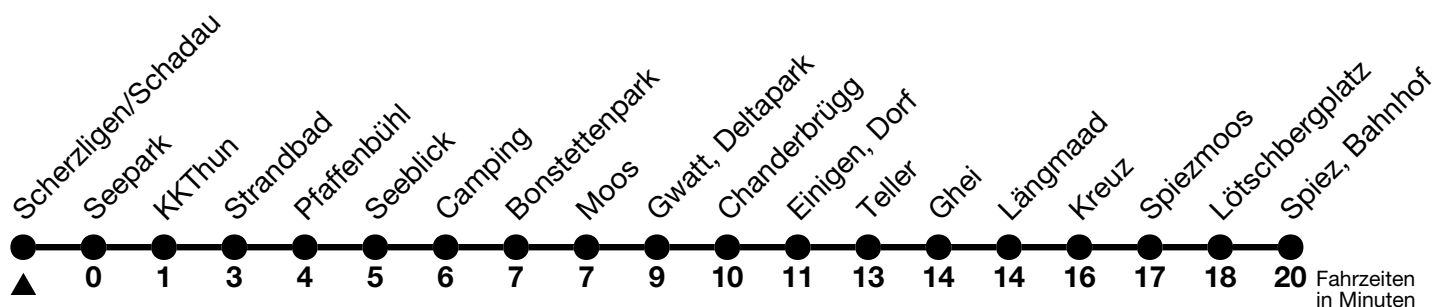 Scherzligen/Schadau
Seepark
KKThun
Strandbad
Pfaffenbühl
Seeblick
Camping
Bonstettenpark
Moos
Gwatt, Deltapark
Chanderbrügg
Einigen, Dorf
Teller
Ghei
Längmaad
Kreuz
Spiezmoos
Lötschbergplatz
Spiez, Bahnhof
0 1 3 4 5 6 7 7 9 10 11 13 14 14 16 17 18 20 Fahrzeiten
in Minuten